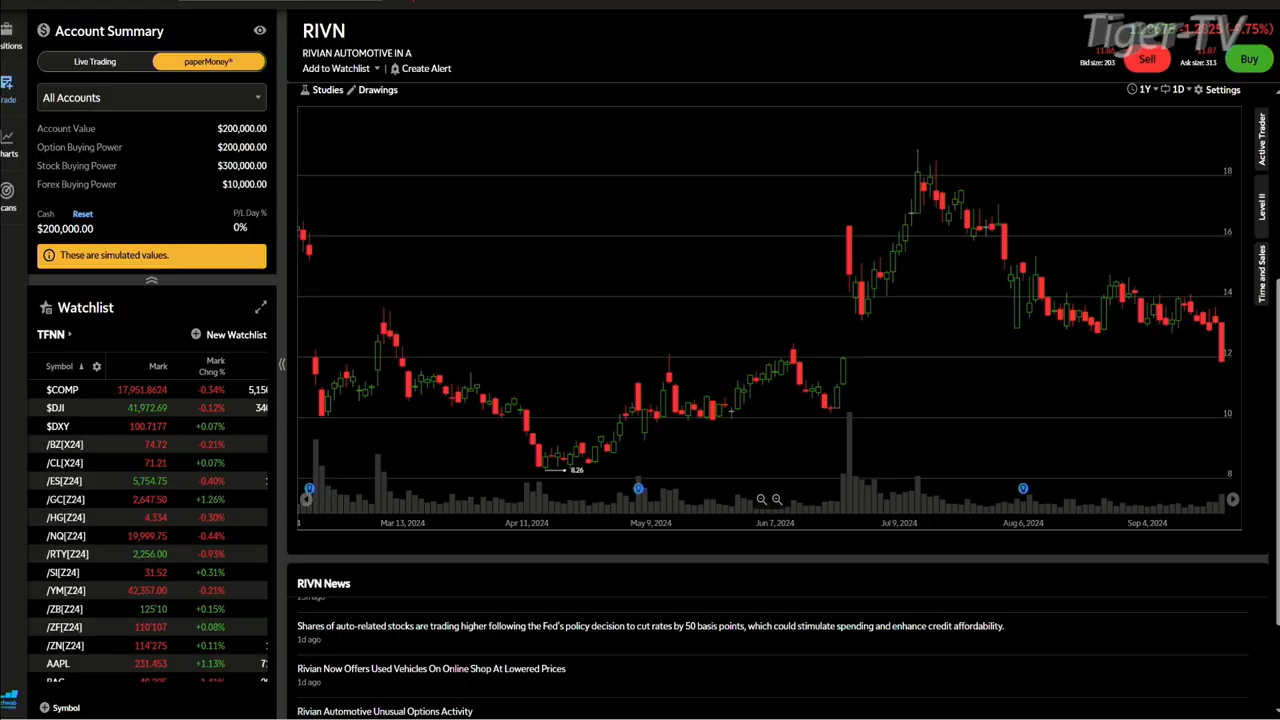 Account Summary
Live Trading
paperMoney®
All Accounts
Account Value $200,000.00
Option Buying Power $200,000.00
Stock Buying Power $300,000.00
Forex Buying Power $10,000.00
Cash Reset P/L Day %
$200,000.00 0%
These are simulated values.
Watchlist
TFNN New Watchlist
Symbol Mark Mark
Chng %
$COMP 17,951.8624 -0.34%
$DJI 41,972.69 -0.12%
$DXY 100.7177 +0.07%
/BZ[X24] 74.72 -0.21%
/CL[X24] 71.21 +0.07%
/ES[Z24] 5,754.75 -0.40%
/GC[Z24] 2,647.50 +1.26%
/HG[Z24] 4.334 -0.30%
/NQ[Z24] 19,999.75 -0.44%
/RTY[Z24] 2,256.00 -0.93%
/SI[Z24] 31.52 +0.31%
/YM[Z24] 42,357.00 -0.21%
/ZB[Z24] 125'10 +0.15%
/ZF[Z24] 110'107 +0.08%
/ZN[Z24] 114'275 +0.11%
AAPL 231.453 +1.13%
Symbol
RIVN
RIVIAN AUTOMOTIVE IN A
Add to Watchlist Create Alert
Tiger-TV
11.86
Bid size: 203
Sell
11.87
Ask size: 313
Buy
Studies Drawings
1Y 1D Settings
18
16
14
12
10
8
8.26
Mar 13, 2024 Apr 11, 2024 May 9, 2024 Jun 7, 2024 Jul 9, 2024 Aug 6, 2024 Sep 4, 2024
Active Trader
Level II
Time and Sales
RIVN News
Shares of auto-related stocks are trading higher following the Fed's policy decision to cut rates by 50 basis points, which could stimulate spending and enhance credit affordability.
1d ago
Rivian Now Offers Used Vehicles On Online Shop At Lowered Prices
1d ago
Rivian Automotive Unusual Options Activity